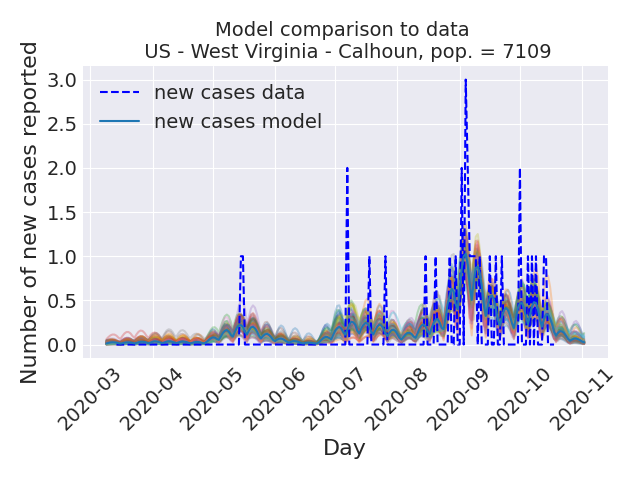 Model comparison to data
US - West Virginia - Calhoun, pop. = 7109
Number of new cases reported
3.0
2.5
2.0
1.5
1.0
0.5
0.0
new cases data
new cases model
2020-03
2020-04
2020-05
2020-06
2020-07
2020-08
2020-09
2020-10
2020-11
Day